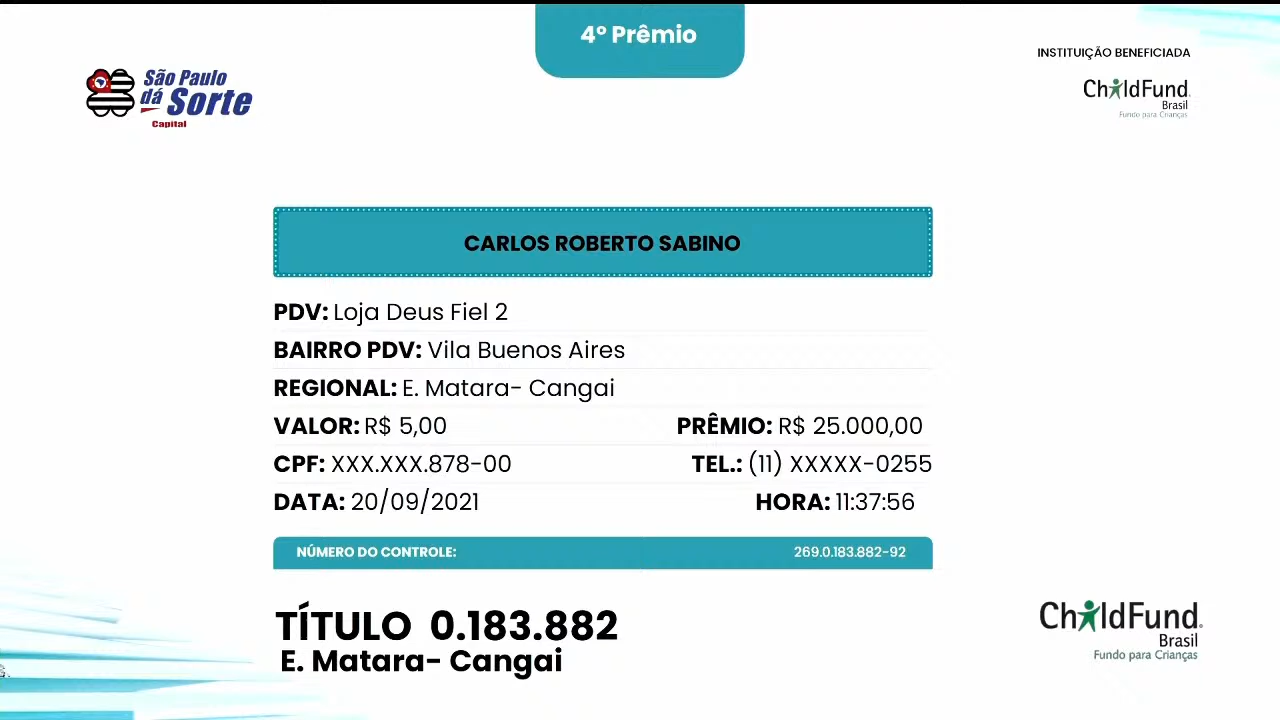 4º Prêmio
INSTITUIÇÃO BENEFICIADA
São Paulo
dá Sorte
Capital
ChildFund
Brasil
Fundo para Crianças
CARLOS ROBERTO SABINO
PDV: Loja Deus Fiel 2
BAIRRO PDV: Vila Buenos Aires
REGIONAL: E. Matara- Cangai
VALOR: R$ 5,00 PRÊMIO: R$ 25.000,00
CPF: XXX.XXX.878-00 TEL.: (11) XXXXX-0255
DATA: 20/09/2021 HORA: 11:37:56
NÚMERO DO CONTROLE: 269.0.183.882-92
TÍTULO 0.183.882
E. Matara- Cangai
ChildFund.
Brasil
Fundo para Crianças